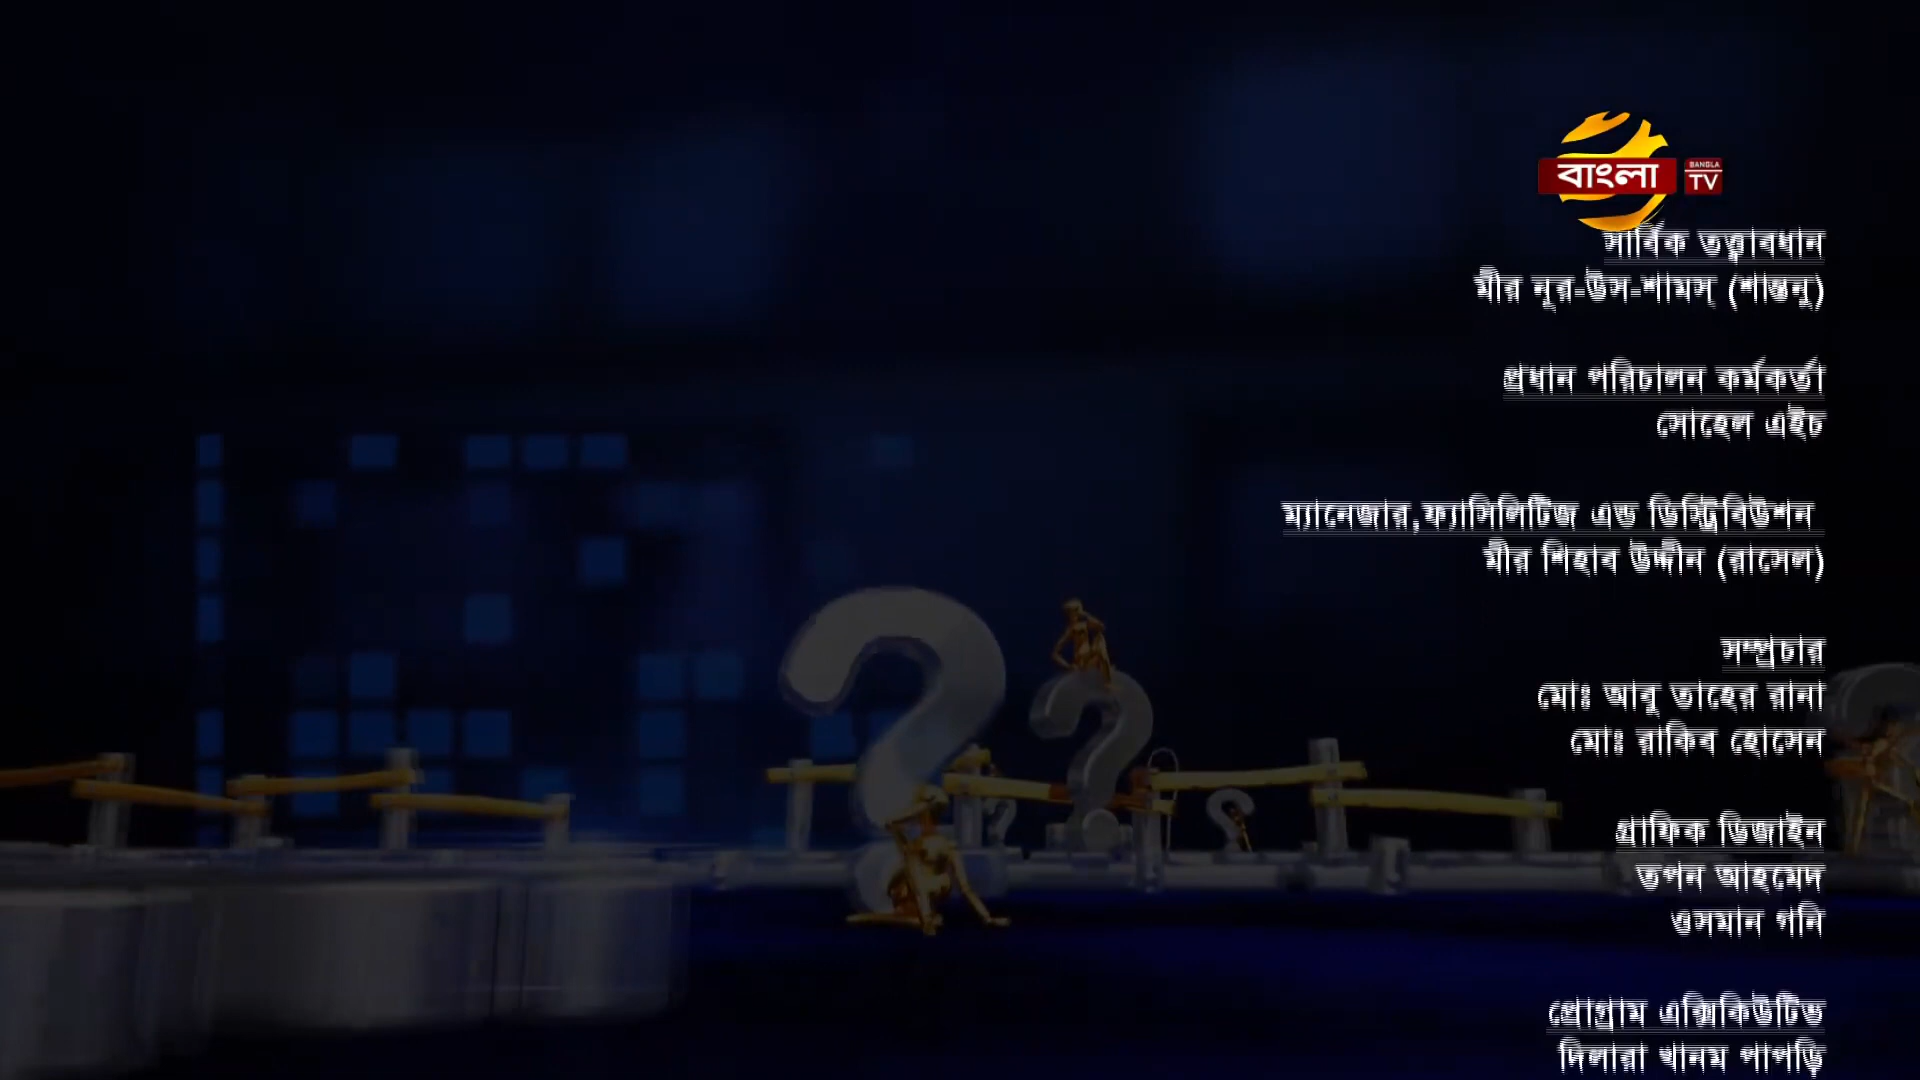 বাংলা
BANGLA
TV
সার্বিক তত্ত্বাবধান
মীর নূর-উস-শামস্ (শান্তনু)
প্রধান পরিচালন কর্মকর্তা
সোহেল এইচ
ম্যানেজার,ফ্যাসিলিটিজ এন্ড ডিস্ট্রিবিউশন
মীর শিহাব উদ্দীন (রাসেল)
সম্প্রচার
মোঃ আবু তাহের রানা
মোঃ রাকিব হোসেন
গ্রাফিক ডিজাইন
তপন আহমেদ
ওসমান গনি
প্রোগ্রাম এক্সিকিউটিভ
দিলারা খানম পাপড়ি